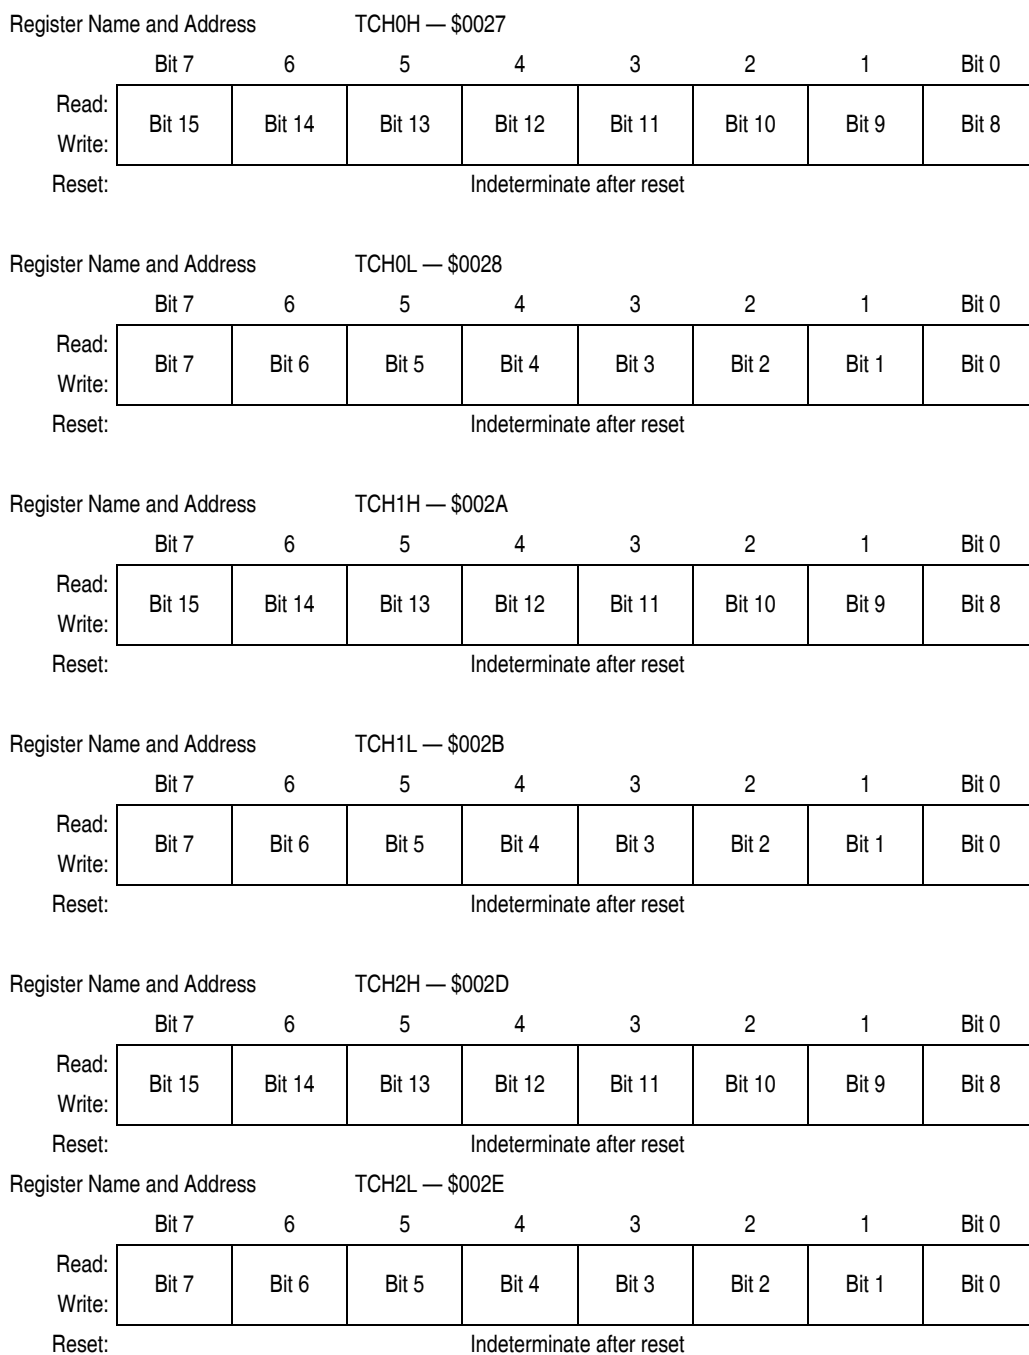 Register Name and Address TCH0H — $0027
Bit 7 6 5 4 3 2 1 Bit 0
Read:
Bit 15 Bit 14 Bit 13 Bit 12 Bit 11 Bit 10 Bit 9 Bit 8
Write:
Reset: Indeterminate after reset
Register Name and Address TCH0L — $0028
Bit 7 6 5 4 3 2 1 Bit 0
Read:
Bit 7 Bit 6 Bit 5 Bit 4 Bit 3 Bit 2 Bit 1 Bit 0
Write:
Reset: Indeterminate after reset
Register Name and Address TCH1H — $002A
Bit 7 6 5 4 3 2 1 Bit 0
Read:
Bit 15 Bit 14 Bit 13 Bit 12 Bit 11 Bit 10 Bit 9 Bit 8
Write:
Reset: Indeterminate after reset
Register Name and Address TCH1L — $002B
Bit 7 6 5 4 3 2 1 Bit 0
Read:
Bit 7 Bit 6 Bit 5 Bit 4 Bit 3 Bit 2 Bit 1 Bit 0
Write:
Reset: Indeterminate after reset
Register Name and Address TCH2H — $002D
Bit 7 6 5 4 3 2 1 Bit 0
Read:
Bit 15 Bit 14 Bit 13 Bit 12 Bit 11 Bit 10 Bit 9 Bit 8
Write:
Reset: Indeterminate after reset
Register Name and Address TCH2L — $002E
Bit 7 6 5 4 3 2 1 Bit 0
Read:
Bit 7 Bit 6 Bit 5 Bit 4 Bit 3 Bit 2 Bit 1 Bit 0
Write:
Reset: Indeterminate after reset